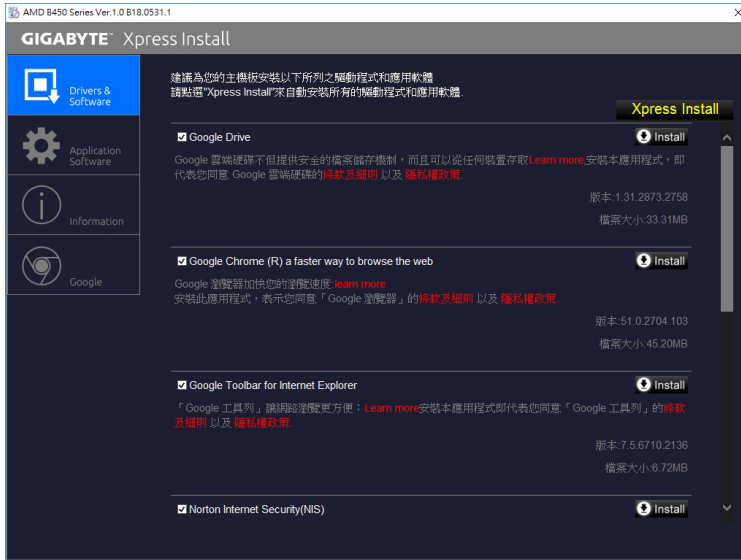 AMD B450 Series Ver.1.0 B18.0531.1
GIGABYTE™ Xpress Install
Drivers &
Software
Application
Software
Information
Google
建議為您的主機板安裝以下所列之驅動程式和應用軟體
請點選"Xpress Install"來自動安裝所有的驅動程式和應用軟體.
Xpress Install
Google Drive
Install
Google 雲端硬碟不但提供安全的檔案儲存機制，而且可以從任何裝置存取Learn more.安裝本應用程式，即
代表您同意 Google 雲端硬碟的條款及細則 以及 隱私權政策.
版本:1.31.2873.2758
檔案大小:33.31MB
Google Chrome (R) a faster way to browse the web
Install
Google 瀏覽器加快您的瀏覽速度:learn more
安裝此應用程式，表示您同意「Google 瀏覽器」的條款及細則 以及 隱私權政策.
版本:51.0.2704.103
檔案大小:45.20MB
Google Toolbar for Internet Explorer
Install
「Google 工具列」讓網路瀏覽更方便：Learn more安裝本應用程式即代表您同意「Google 工具列」的條款
及細則 以及 隱私權政策.
版本:7.5.6710.2136
檔案大小:6.72MB
Norton Internet Security(NIS)
Install